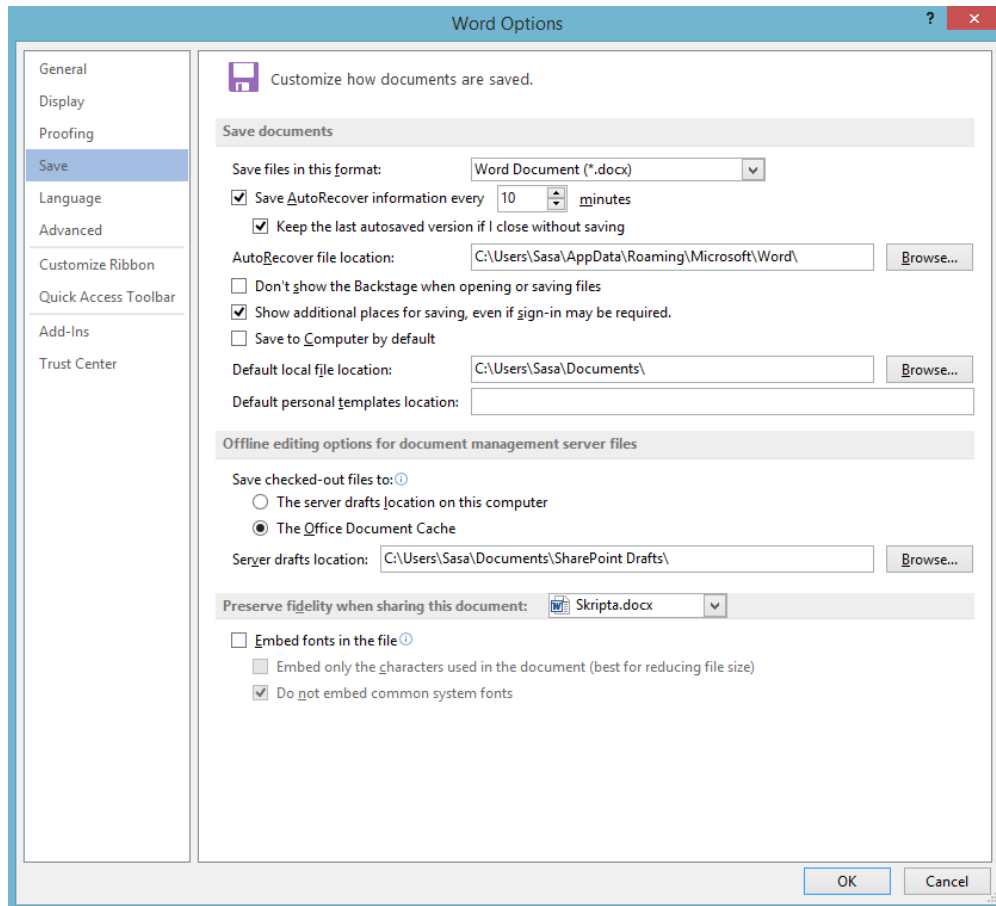 Word Options
? ×
General
Display
Proofing
Save
Language
Advanced
Customize Ribbon
Quick Access Toolbar
Add-Ins
Trust Center
Customize how documents are saved.
Save documents
Save files in this format: Word Document (*.docx)
Save AutoRecover information every 10 minutes
Keep the last autosaved version if I close without saving
AutoRecover file location: C:\Users\Sasa\AppData\Roaming\Microsoft\Word\ Browse...
Don't show the Backstage when opening or saving files
Show additional places for saving, even if sign-in may be required.
Save to Computer by default
Default local file location: C:\Users\Sasa\Documents\ Browse...
Default personal templates location:
Offline editing options for document management server files
Save checked-out files to:
The server drafts location on this computer
The Office Document Cache
Server drafts location: C:\Users\Sasa\Documents\SharePoint Drafts\ Browse...
Preserve fidelity when sharing this document: Skripta.docx
Embed fonts in the file
Embed only the characters used in the document (best for reducing file size)
Do not embed common system fonts
OK Cancel